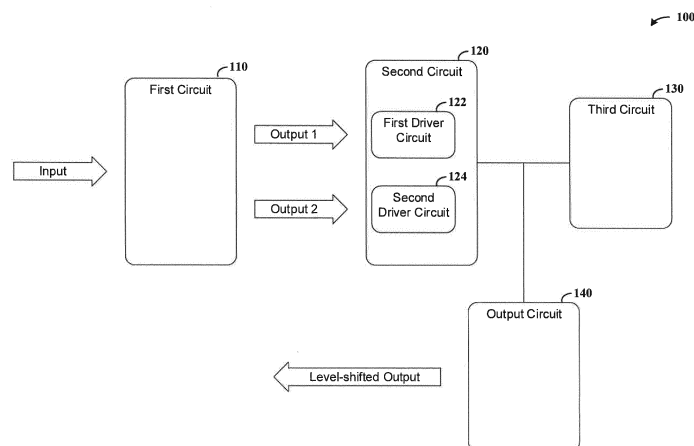 100
120
110
Second Circuit
130
First Circuit
122
Third Circuit
First Driver
Circuit
Output 1
Input
124
Second
Driver Circuit
Output 2
140
Output Circuit
Level-shifted Output